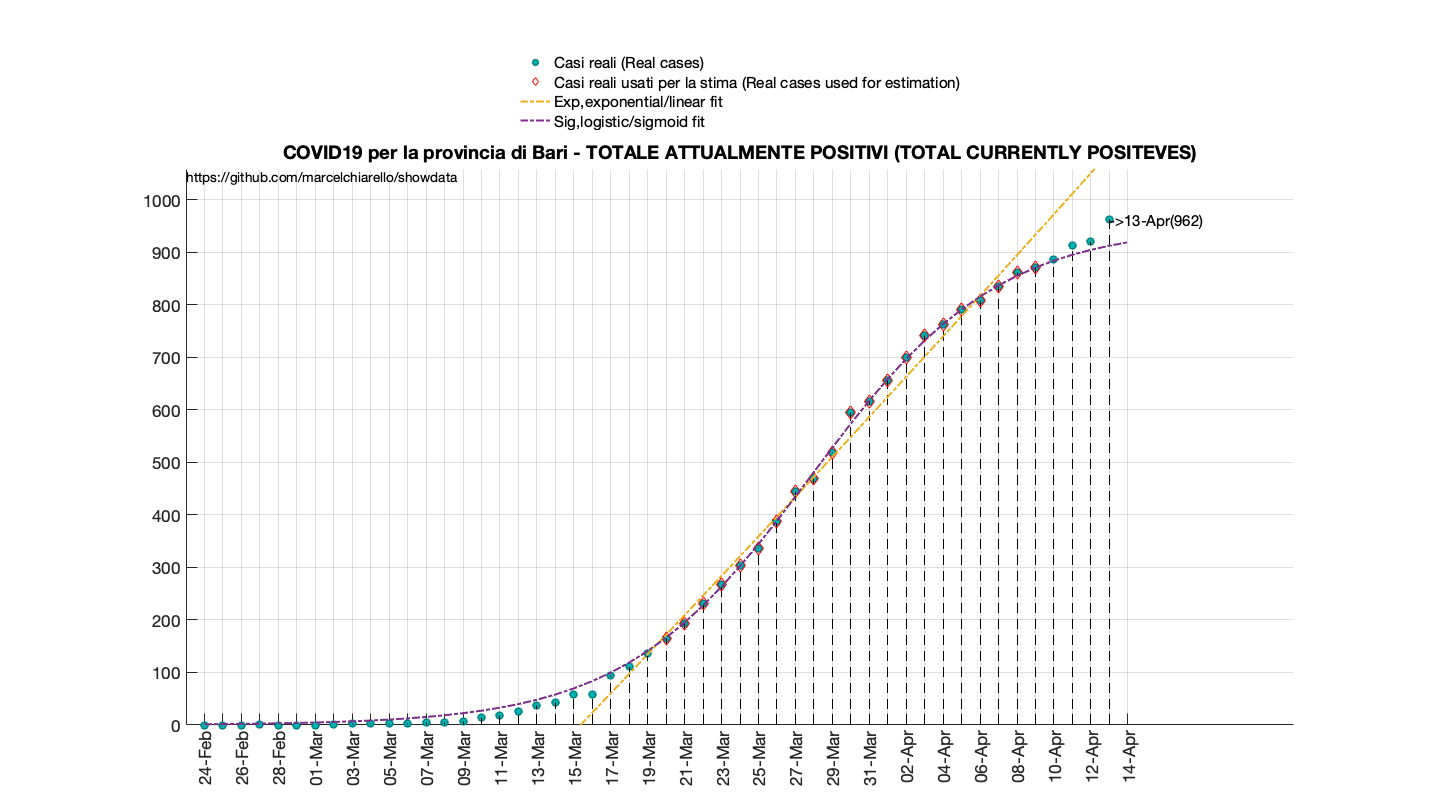 Casi reali (Real cases)
Casi reali usati per la stima (Real cases used for estimation)
Exp,exponential/linear fit
Sig,logistic/sigmoid fit
COVID19 per la provincia di Bari - TOTALE ATTUALMENTE POSITIVI (TOTAL CURRENTLY POSITEVES)
https://github.com/marcelchiarello/showdata
1000
900
800
700
600
500
400
300
200
100
0
>13-Apr(962)
24-Feb
26-Feb
28-Feb
01-Mar
03-Mar
05-Mar
07-Mar
09-Mar
11-Mar
13-Mar
15-Mar
17-Mar
19-Mar
21-Mar
23-Mar
25-Mar
27-Mar
29-Mar
31-Mar
02-Apr
04-Apr
06-Apr
08-Apr
10-Apr
12-Apr
14-Apr